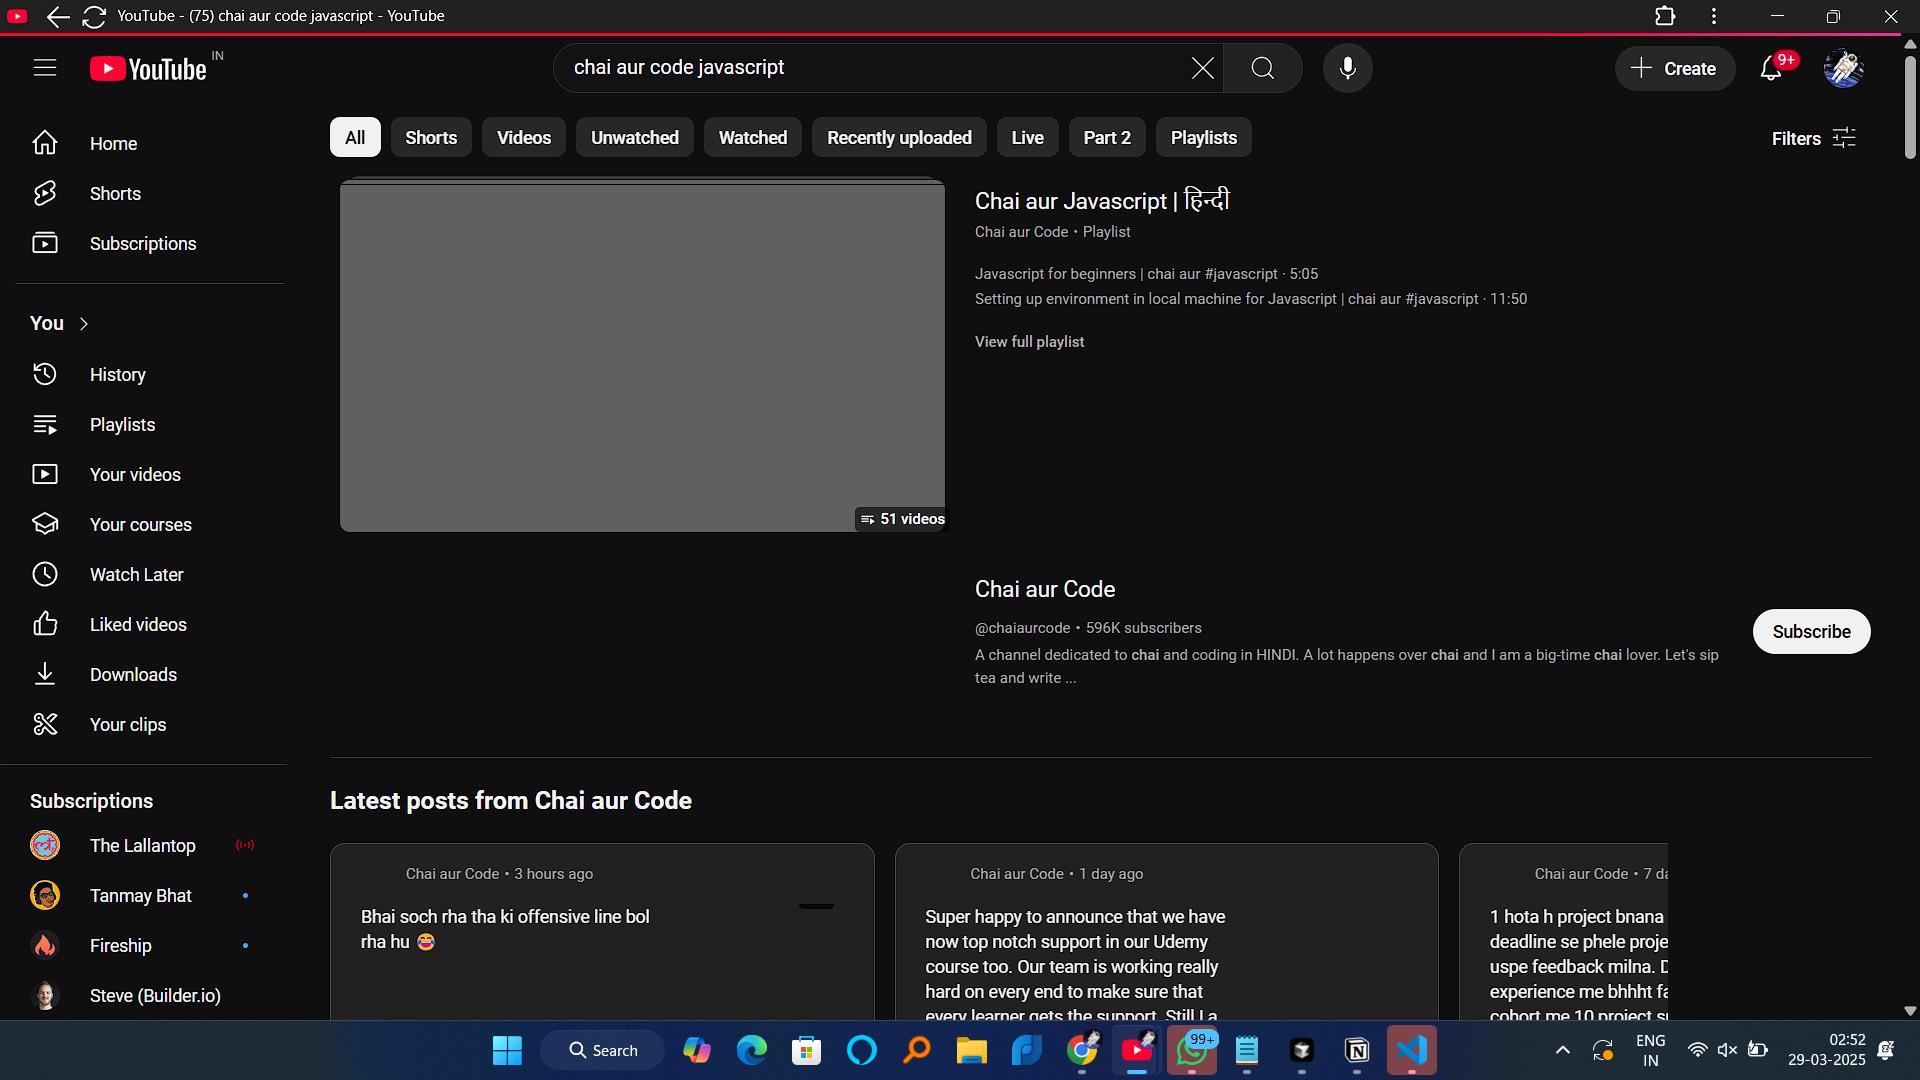 YouTube - (75) chai aur code javascript - YouTube
YouTube IN
chai aur code javascript
Create
9+
Home
Shorts
Subscriptions
You
History
Playlists
Your videos
Your courses
Watch Later
Liked videos
Downloads
Your clips
Subscriptions
The Lallantop
Tanmay Bhat
Fireship
Steve (Builder.io)
All Shorts Videos Unwatched Watched Recently uploaded Live Part 2 Playlists
Filters
51 videos
Chai aur Javascript | हिन्दी
Chai aur Code • Playlist
Javascript for beginners | chai aur #javascript · 5:05
Setting up environment in local machine for Javascript | chai aur #javascript · 11:50
View full playlist
Chai aur Code
@chaiaurcode • 596K subscribers
A channel dedicated to chai and coding in HINDI. A lot happens over chai and I am a big-time chai lover. Let's sip
tea and write ...
Subscribe
Latest posts from Chai aur Code
Chai aur Code • 3 hours ago
Bhai soch rha tha ki offensive line bol
rha hu 😂
Chai aur Code • 1 day ago
Super happy to announce that we have
now top notch support in our Udemy
course too. Our team is working really
hard on every end to make sure that
every learner gets the support. Still I a
Chai aur Code • 7 da
1 hota h project bnana
deadline se phele proje
uspe feedback milna. D
experience me bhhht fa
cohort me 10 project s
Search
99+
ENG
IN
02:52
29-03-2025